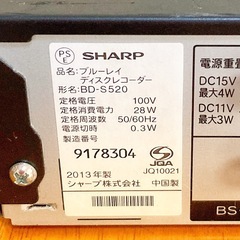 PS
E
SHARP
品名：ブルーレイ
ディスクレコーダー
形名：BD-S520
定格電圧： 100V
定格消費電力： 28W
定格周波数： 50/60Hz
電源切時： 0.3W
製造番号
9178304
JQA
JQ10021
2013年製
シャープ株式会社 中国製
電源重畳
DC15V
最大4W
DC11V
最大3W
BS